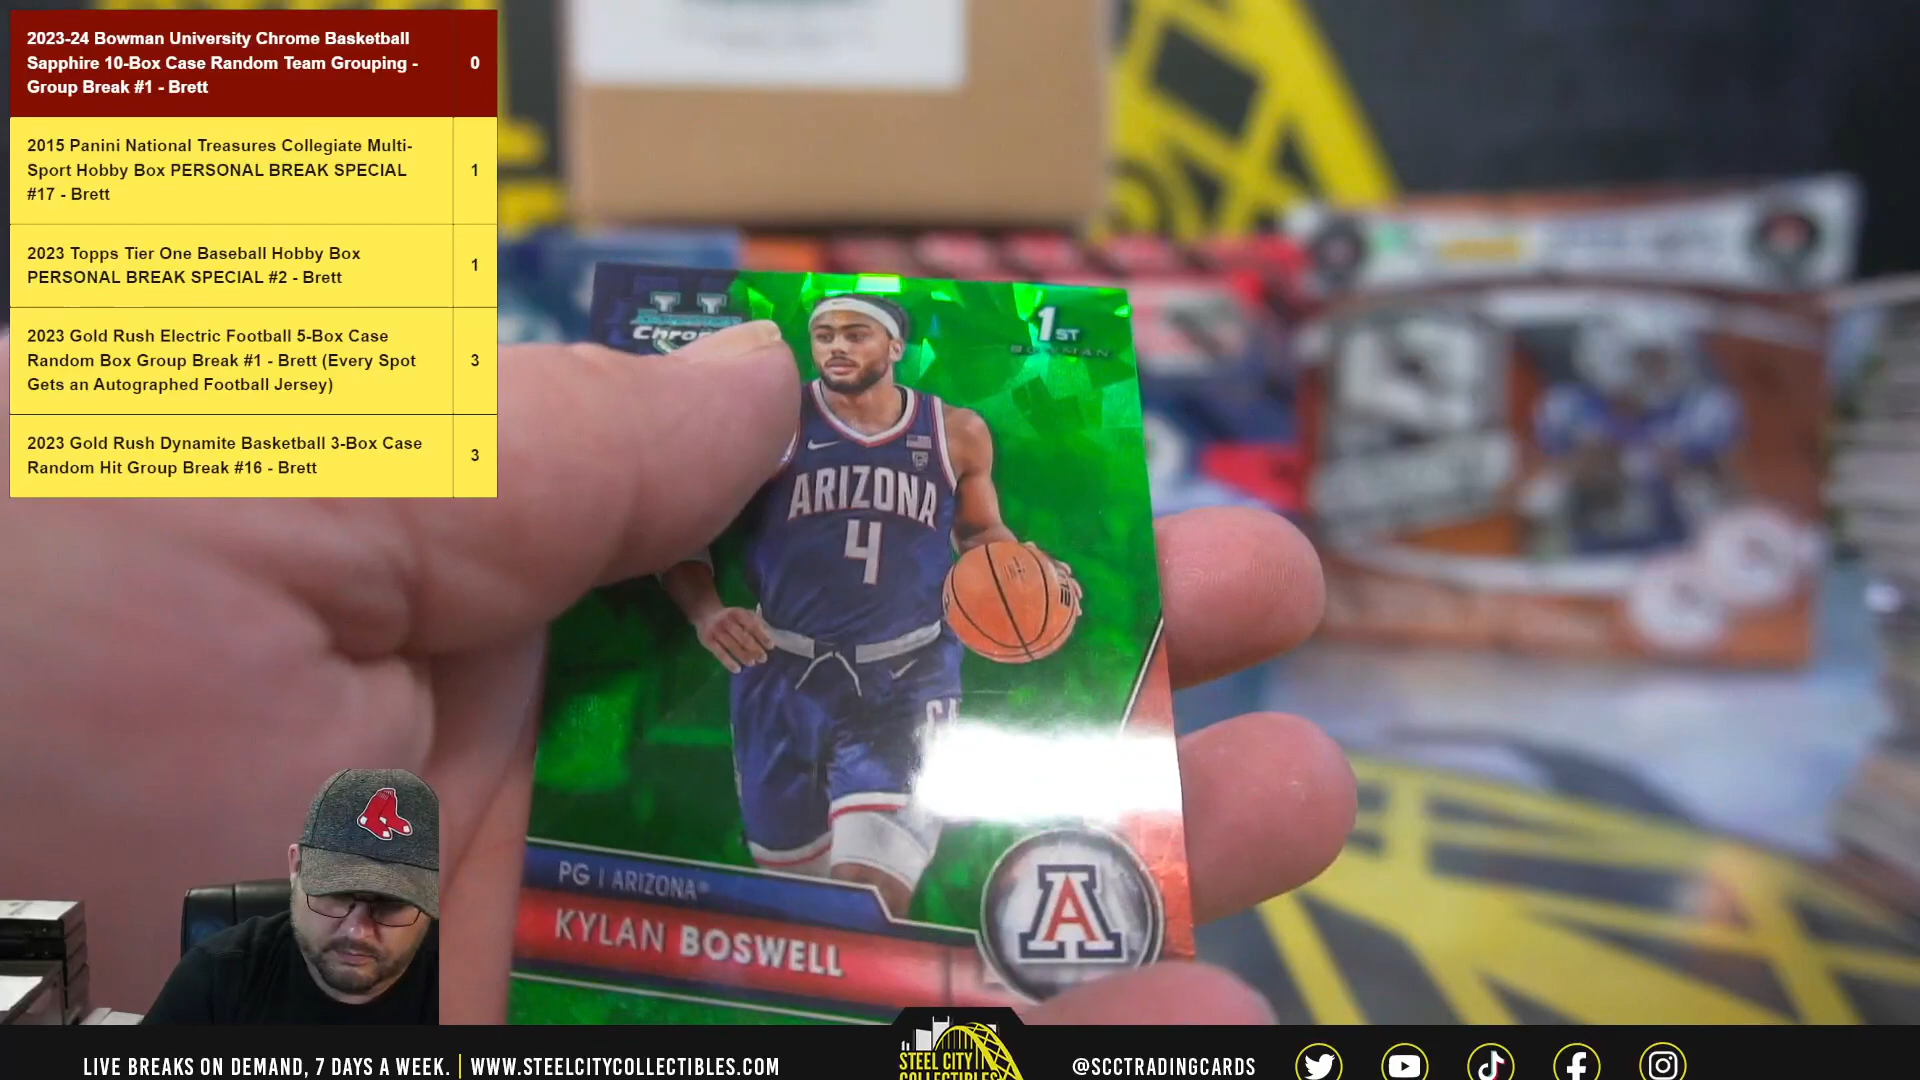 2023-24 Bowman University Chrome Basketball
Sapphire 10-Box Case Random Team Grouping -
Group Break #1 - Brett
0
2015 Panini National Treasures Collegiate Multi-
Sport Hobby Box PERSONAL BREAK SPECIAL
#17 - Brett
1
2023 Topps Tier One Baseball Hobby Box
PERSONAL BREAK SPECIAL #2 - Brett
1
2023 Gold Rush Electric Football 5-Box Case
Random Box Group Break #1 - Brett (Every Spot
Gets an Autographed Football Jersey)
3
2023 Gold Rush Dynamite Basketball 3-Box Case
Random Hit Group Break #16 - Brett
3
1ST
BOWMAN
ARIZONA
4
PG | ARIZONA®
KYLAN BOSWELL
A
LIVE BREAKS ON DEMAND, 7 DAYS A WEEK. | WWW.STEELCITYCOLLECTIBLES.COM
STEEL CITY
COLLECTIBLES
@SCCTRADINGCARDS